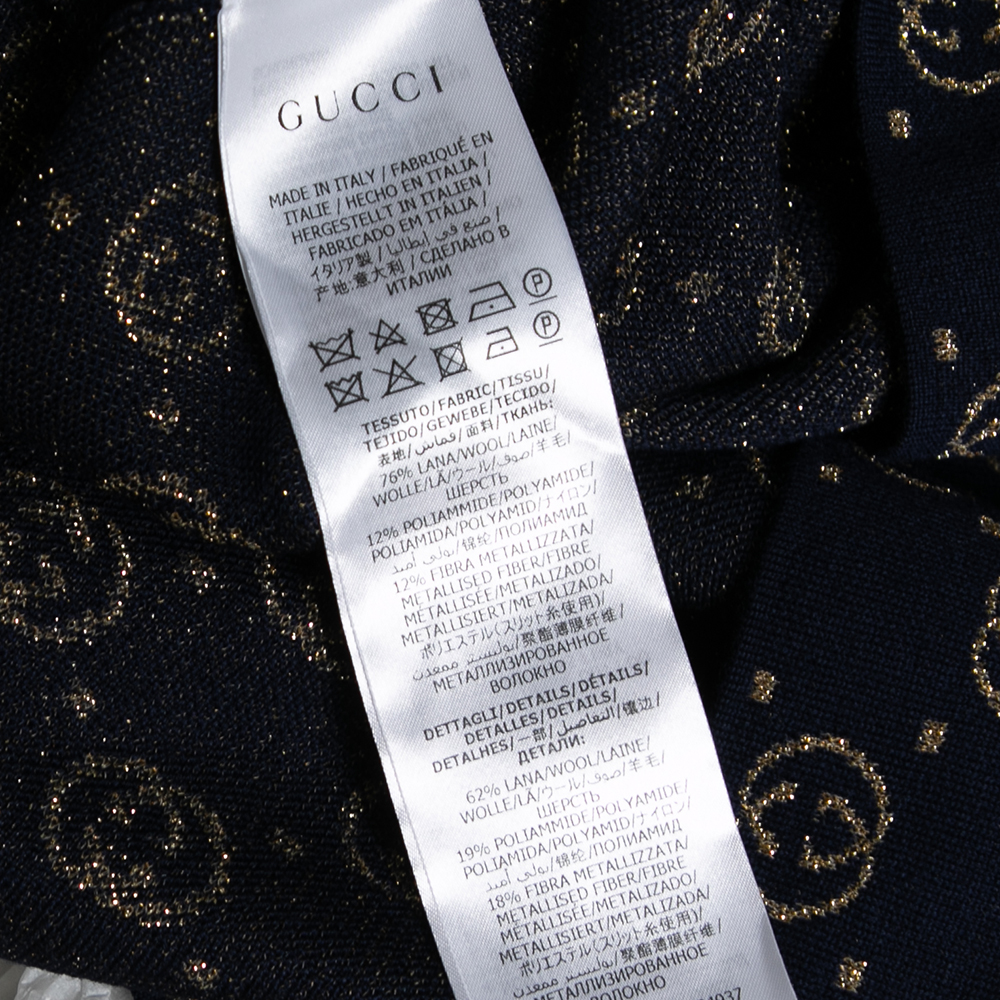 GUCCI
MADE IN ITALY / FABRIQUÉ EN
ITALIE / HECHO EN ITALIA /
HERGESTELLT IN ITALIEN /
FABRICADO EM ITÁLIA /
صنع في إيطاليا /
イタリア製 /
产地:意大利 / СДЕЛАНО В
ИТАЛИИ
P
P
TESSUTO/FABRIC/TISSU/
TEJIDO/GEWEBE/TECIDO/
表地/قماش/面料/ТКАНЬ:
76% LANA/WOOL/LAINE/
WOLLE/LÃ/ウール/صوف/羊毛/
ШЕРСТЬ
12% POLIAMMIDE/POLYAMIDE/
POLIAMIDA/POLYAMID/ナイロン/
بولي أميد/锦纶/ПОЛИАМИД
12% FIBRA METALLIZZATA/
METALLISED FIBER/FIBRE
MÉTALLISÉE/METALIZADO/
METALLISIERT/METALIZADA/
ポリエステル(スリット糸使用)/
بوليستر ممعدن/聚酯薄膜纤维/
МЕТАЛЛИЗИРОВАННОЕ
ВОЛОКНО
DETTAGLI/DETAILS/DÉTAILS/
DETALLES/DETAILS/
DETALHES/一部/التفاصيل/镶边/
ДЕТАЛИ:
62% LANA/WOOL/LAINE/
WOLLE/LÃ/ウール/صوف/羊毛/
ШЕРСТЬ
19% POLIAMMIDE/POLYAMIDE/
POLIAMIDA/POLYAMID/ナイロン/
بولي أميد/锦纶/ПОЛИАМИД
18% FIBRA METALLIZZATA/
METALLISED FIBER/FIBRE
MÉTALLISÉE/METALIZADO/
METALLISIERT/METALIZADA/
ポリエステル(スリット糸使用)/
بوليستر ممعدن/聚酯薄膜纤维/
МЕТАЛЛИЗИРОВАННОЕ